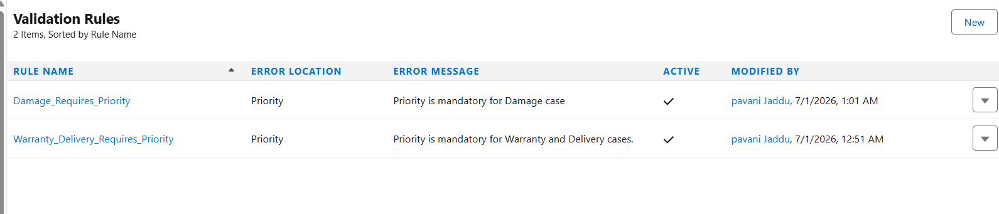 Validation Rules
New
2 Items, Sorted by Rule Name
RULE NAME ERROR LOCATION ERROR MESSAGE ACTIVE MODIFIED BY
Damage_Requires_Priority Priority Priority is mandatory for Damage case pavani Jaddu, 7/1/2026, 1:01 AM
Warranty_Delivery_Requires_Priority Priority Priority is mandatory for Warranty and Delivery cases. pavani Jaddu, 7/1/2026, 12:51 AM